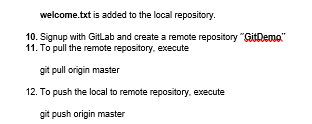 welcome.txt is added to the local repository.
10. Signup with GitLab and create a remote repository "GitDemo"
11. To pull the remote repository, execute
git pull origin master
12. To push the local to remote repository, execute
git push origin master